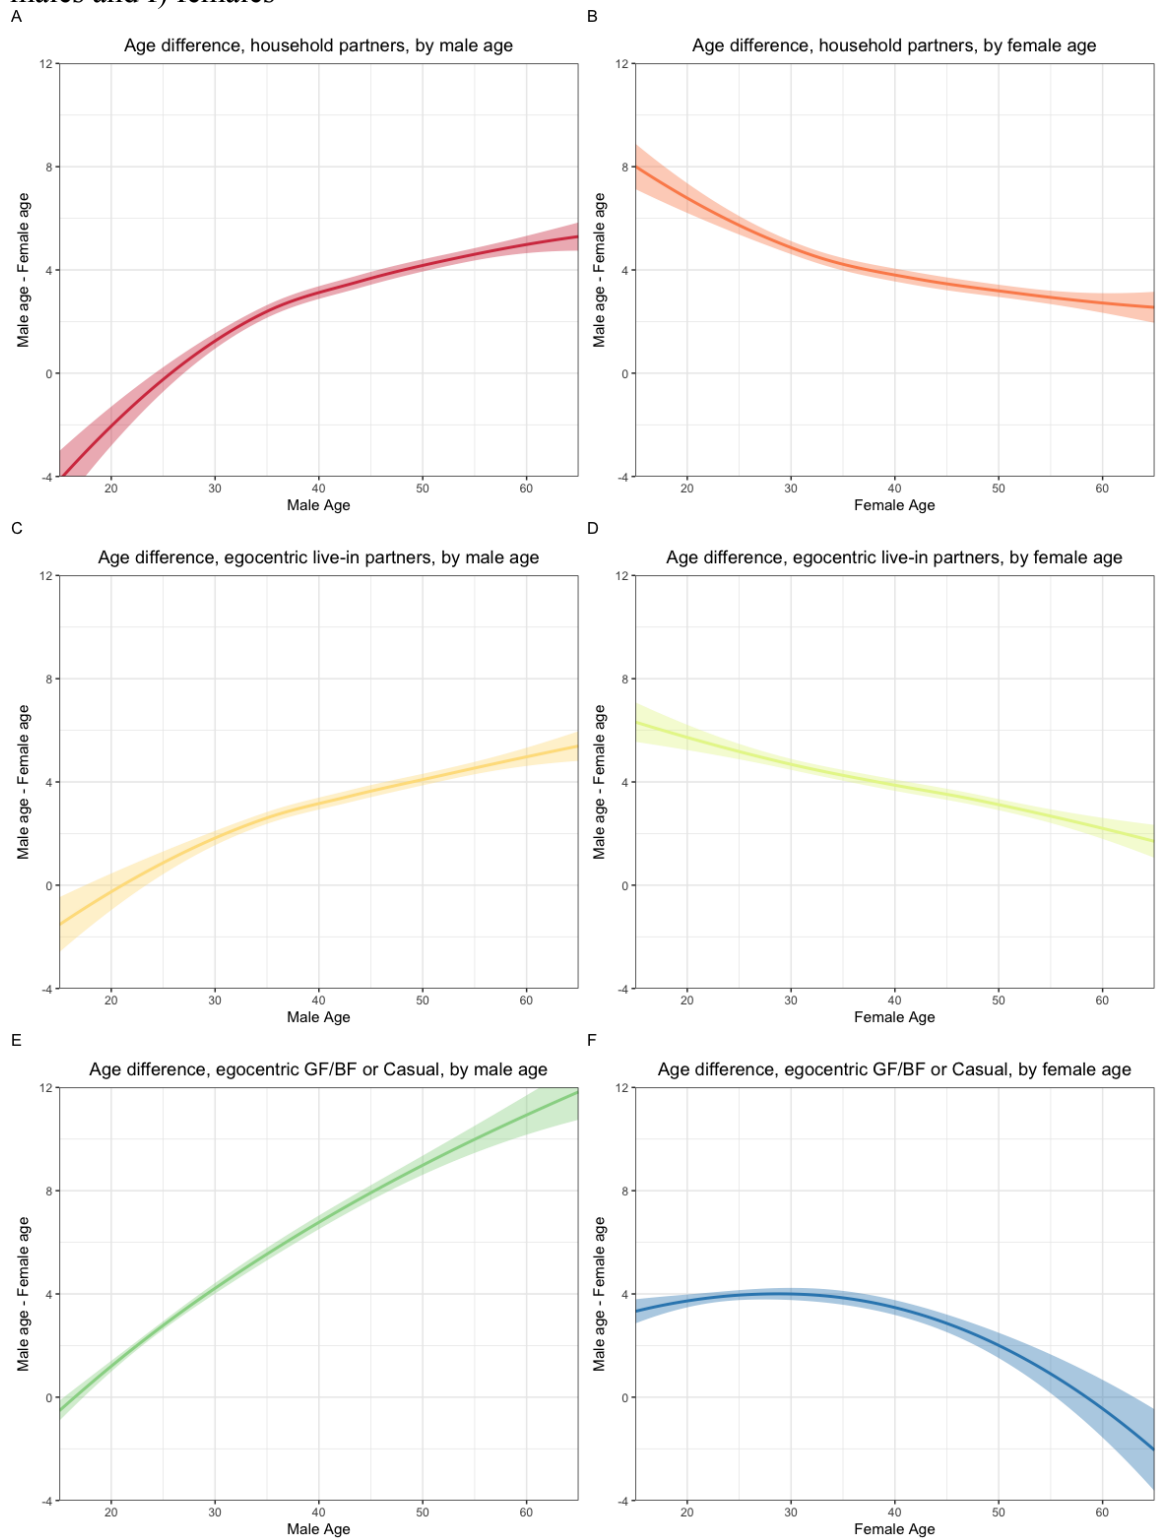 males and f) females
A
B
Age difference, household partners, by male age
Age difference, household partners, by female age
12
8
4
0
-4
Male age - Female age
20 30 40 50 60
Male Age
12
8
4
0
-4
Male age - Female age
20 30 40 50 60
Female Age
C
D
Age difference, egocentric live-in partners, by male age
Age difference, egocentric live-in partners, by female age
12
8
4
0
-4
Male age - Female age
20 30 40 50 60
Male Age
12
8
4
0
-4
Male age - Female age
20 30 40 50 60
Female Age
E
F
Age difference, egocentric GF/BF or Casual, by male age
Age difference, egocentric GF/BF or Casual, by female age
12
8
4
0
-4
Male age - Female age
20 30 40 50 60
Male Age
12
8
4
0
-4
Male age - Female age
20 30 40 50 60
Female Age